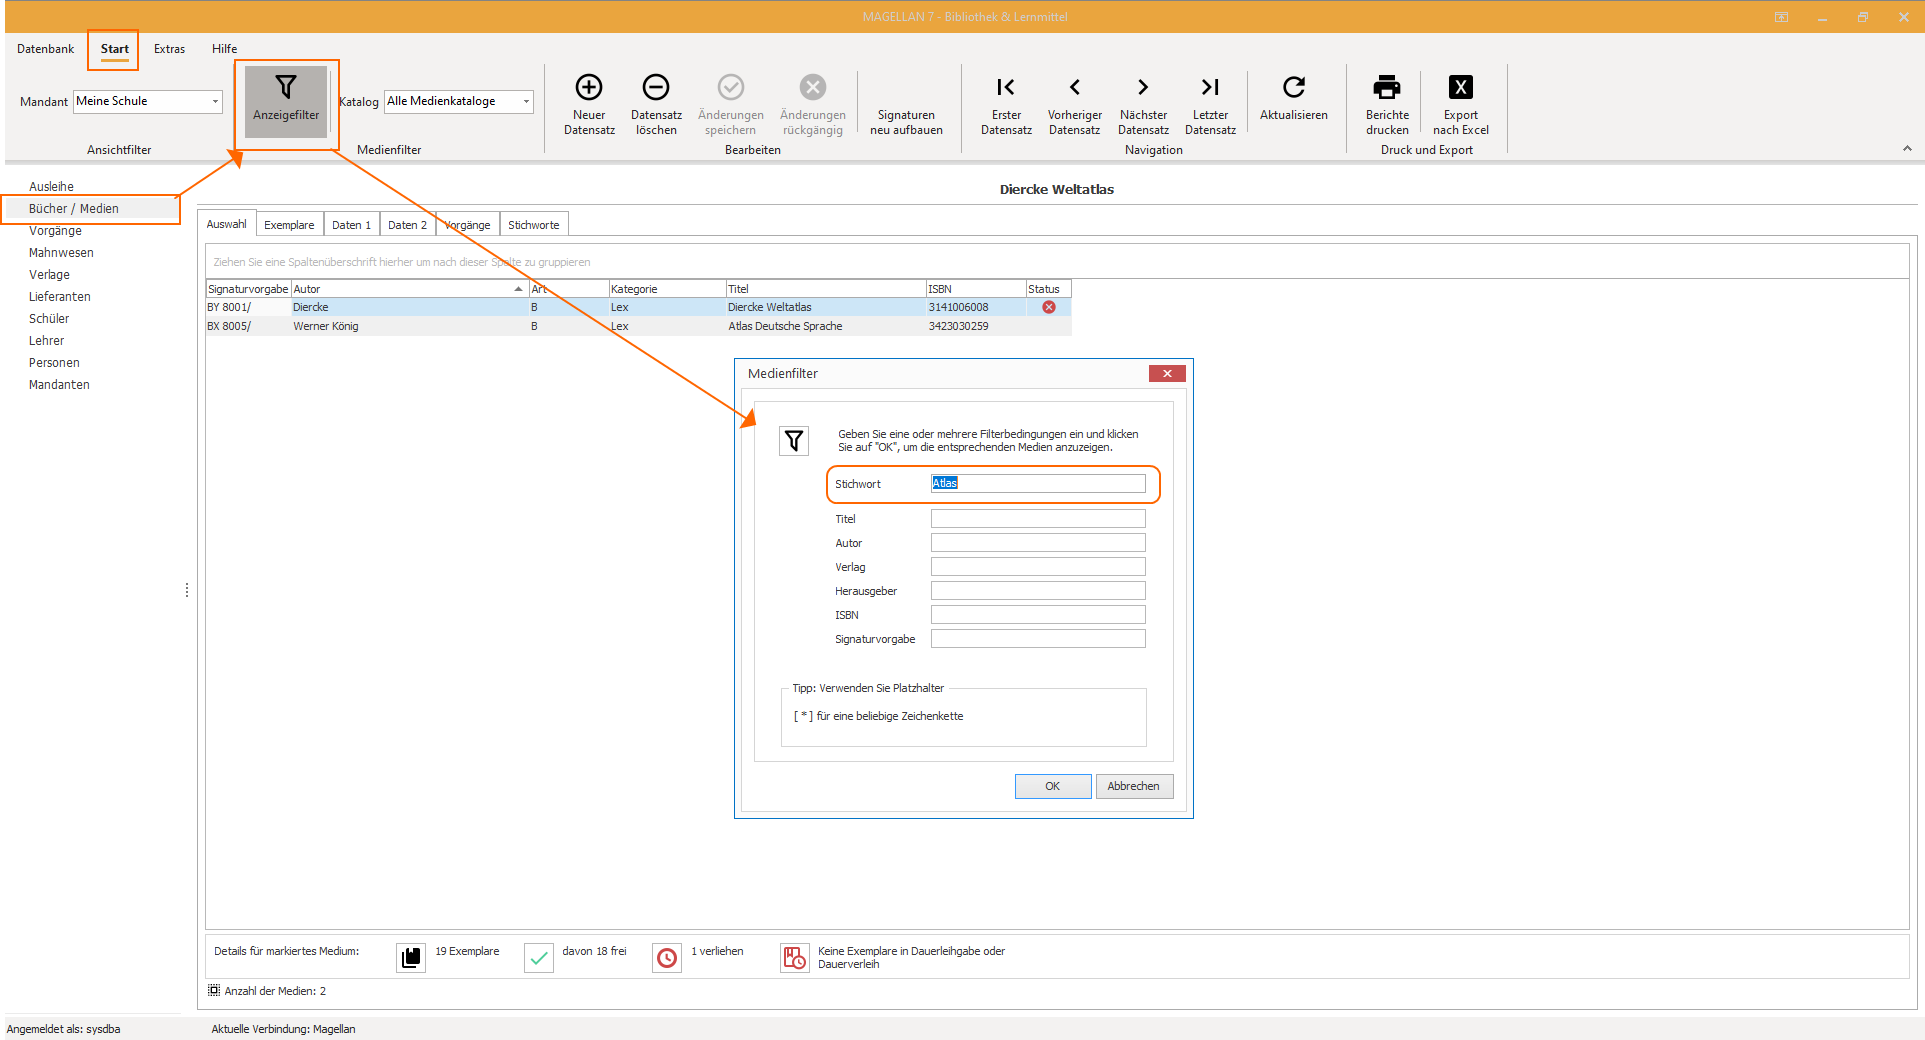 MAGELLAN 7 - Bibliothek & Lernmittel
Datenbank Start Extras Hilfe
Mandant Meine Schule
Anzeigefilter
Katalog Alle Medienkataloge
Neuer Datensatz
Datensatz löschen
Änderungen speichern
Änderungen rückgängig
Signaturen neu aufbauen
Erster Datensatz
Vorheriger Datensatz
Nächster Datensatz
Letzter Datensatz
Aktualisieren
Berichte drucken
X
Export nach Excel
Ansichtfilter Medienfilter Bearbeiten Navigation Druck und Export
Ausleihe
Bücher / Medien
Vorgänge
Mahnwesen
Verlage
Lieferanten
Schüler
Lehrer
Personen
Mandanten
Diercke Weltatlas
Auswahl Exemplare Daten 1 Daten 2 Vorgänge Stichworte
Ziehen Sie eine Spaltenüberschrift hierher um nach dieser Spalte zu gruppieren
Signaturvorgabe Autor Art Kategorie Titel ISBN Status
BY 8001/ Diercke B Lex Diercke Weltatlas 3141006008
BX 8005/ Werner König B Lex Atlas Deutsche Sprache 3423030259
Medienfilter
Geben Sie eine oder mehrere Filterbedingungen ein und klicken
Sie auf "OK", um die entsprechenden Medien anzuzeigen.
Stichwort Atlas
Titel
Autor
Verlag
Herausgeber
ISBN
Signaturvorgabe
Tipp: Verwenden Sie Platzhalter
[ * ] für eine beliebige Zeichenkette
OK Abbrechen
Details für markiertes Medium: 19 Exemplare davon 18 frei 1 verliehen Keine Exemplare in Dauerleihgabe oder
Dauerverleih
Anzahl der Medien: 2
Angemeldet als: sysdba Aktuelle Verbindung: Magellan